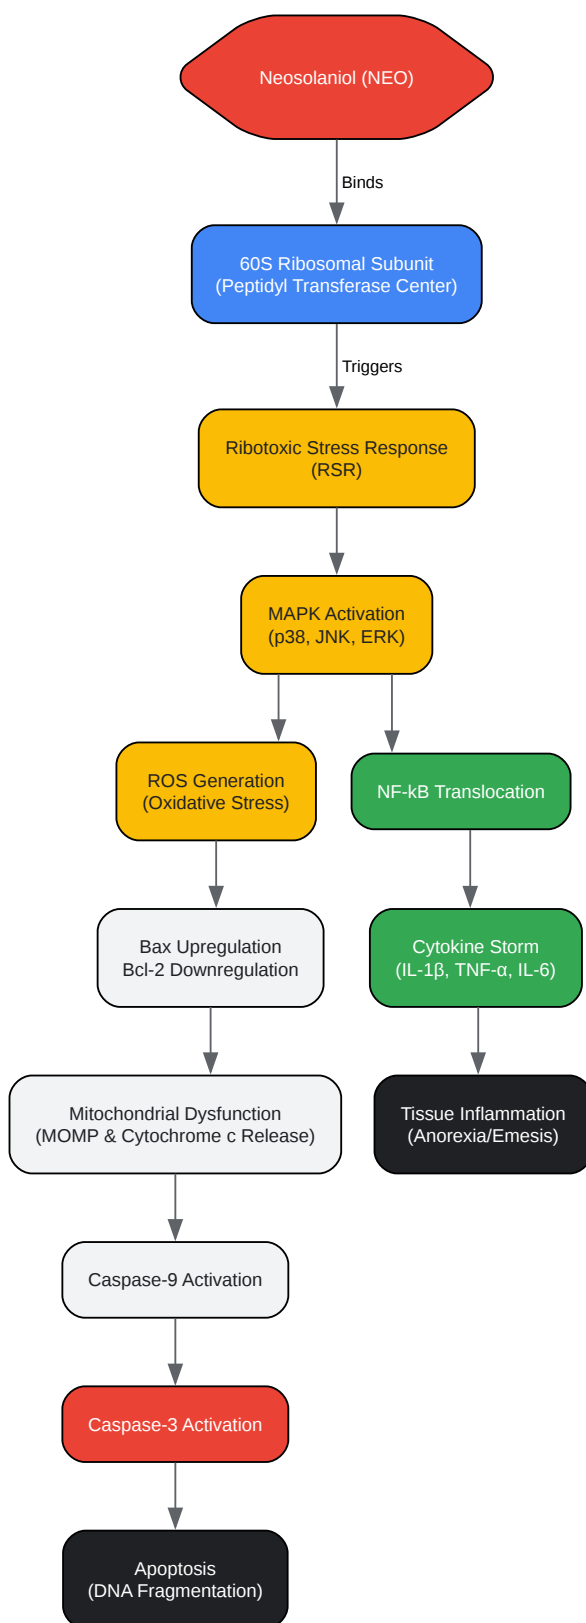 Neosolaniol (NEO)
Binds
60S Ribosomal Subunit
(Peptidyl Transferase Center)
Triggers
Ribotoxic Stress Response
(RSR)
MAPK Activation
(p38, JNK, ERK)
ROS Generation
(Oxidative Stress)
NF-kB Translocation
Bax Upregulation
Bcl-2 Downregulation
Cytokine Storm
(IL-1β, TNF-α, IL-6)
Mitochondrial Dysfunction
(MOMP & Cytochrome c Release)
Tissue Inflammation
(Anorexia/Emesis)
Caspase-9 Activation
Caspase-3 Activation
Apoptosis
(DNA Fragmentation)